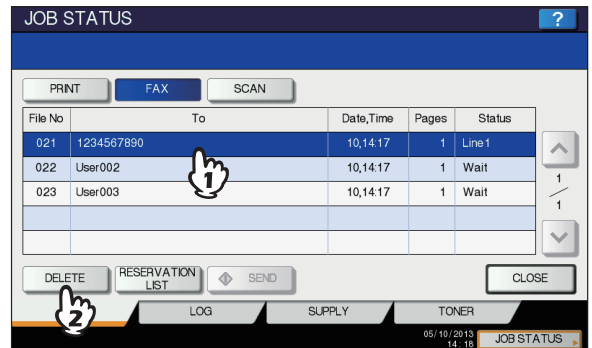 JOB STATUS ?
PRINT FAX SCAN
File No To Date,Time Pages Status
021 1234567890 10,14:17 1 Line1
022 User002 10,14:17 1 Wait
023 User003 10,14:17 1 Wait
1
1
1
DELETE RESERVATION LIST SEND CLOSE
2
LOG SUPPLY TONER
05/10/2013
14:18 JOB STATUS